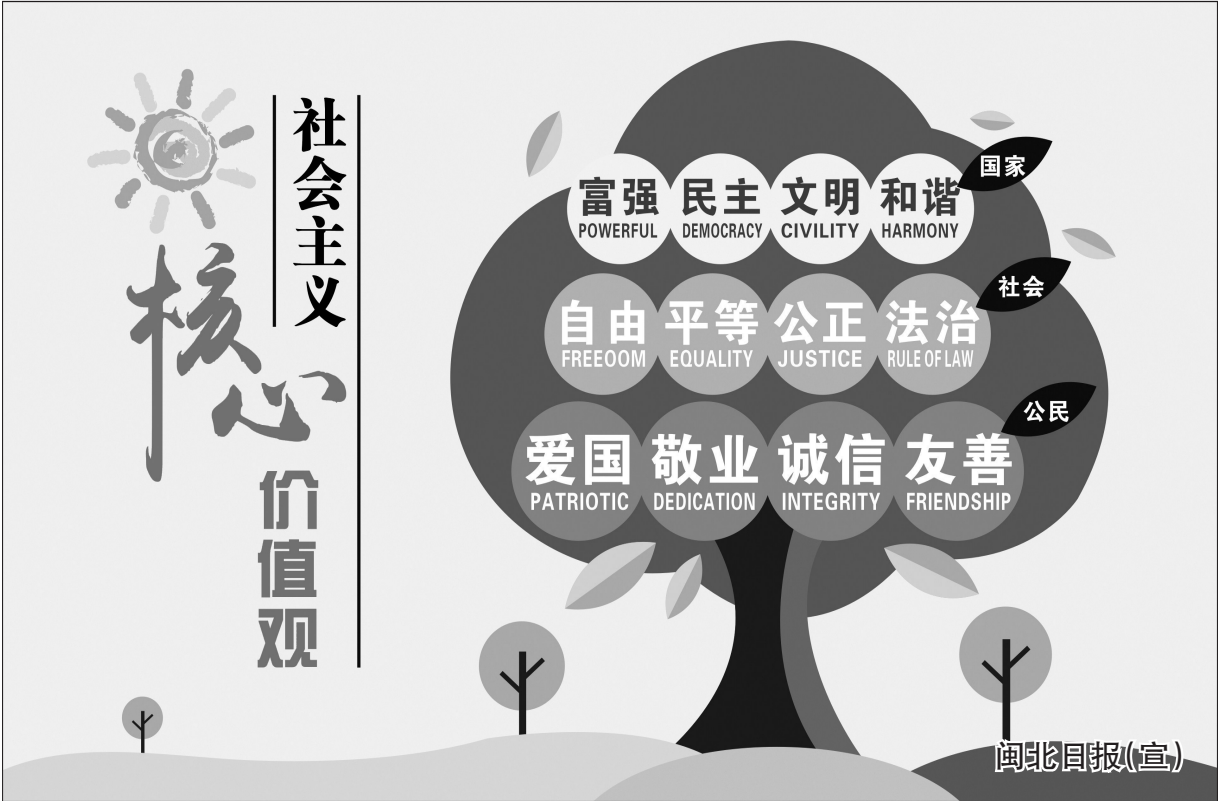 社会主义
核心
价值观
国家
富强 民主 文明 和谐
POWERFUL DEMOCRACY CIVILITY HARMONY
社会
自由 平等 公正 法治
FREEOOM EQUALITY JUSTICE RULE OF LAW
公民
爱国 敬业 诚信 友善
PATRIOTIC DEDICATION INTEGRITY FRIENDSHIP
闽北日报(宣)